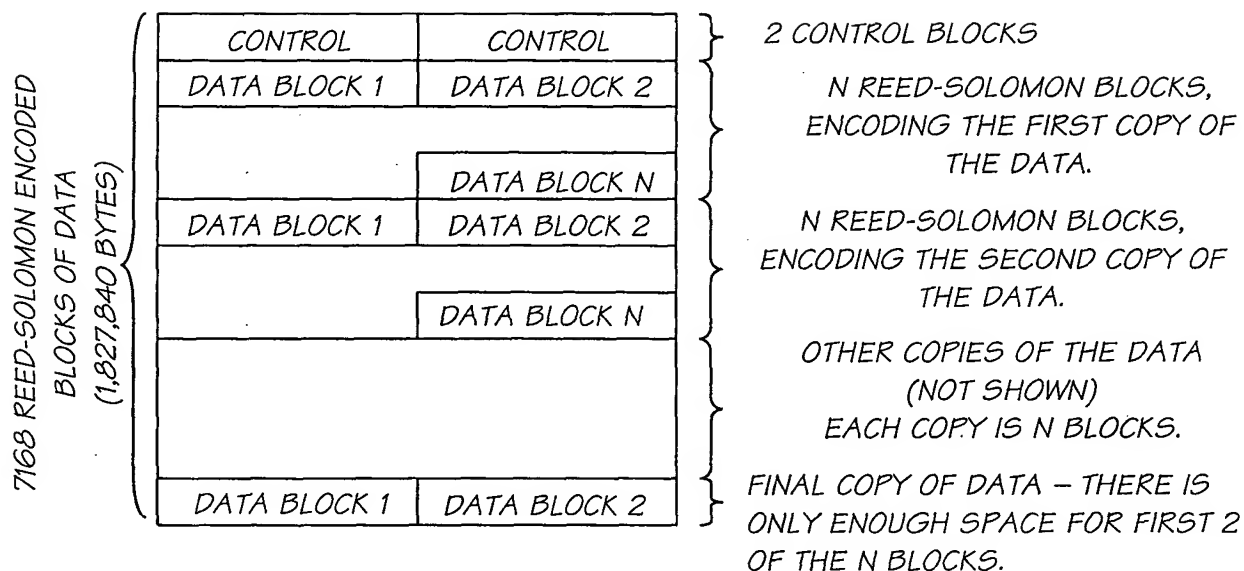 7168 REED-SOLOMON ENCODED
BLOCKS OF DATA
(1,827,840 BYTES)
CONTROL CONTROL
2 CONTROL BLOCKS
DATA BLOCK 1 DATA BLOCK 2
DATA BLOCK N
N REED-SOLOMON BLOCKS,
ENCODING THE FIRST COPY OF
THE DATA.
DATA BLOCK 1 DATA BLOCK 2
DATA BLOCK N
N REED-SOLOMON BLOCKS,
ENCODING THE SECOND COPY OF
THE DATA.
OTHER COPIES OF THE DATA
(NOT SHOWN)
EACH COPY IS N BLOCKS.
DATA BLOCK 1 DATA BLOCK 2
FINAL COPY OF DATA – THERE IS
ONLY ENOUGH SPACE FOR FIRST 2
OF THE N BLOCKS.